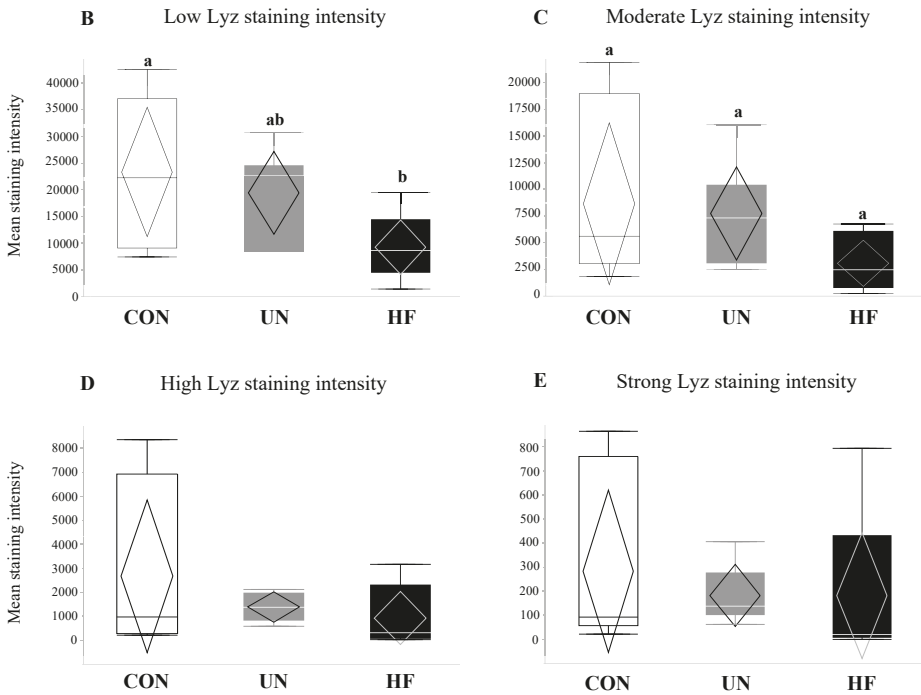 B Low Lyz staining intensity
Mean staining intensity
40000
35000
30000
25000
20000
15000
10000
5000
0
a
ab
b
CON UN HF
C Moderate Lyz staining intensity
20000
17500
15000
12500
10000
7500
5000
2500
0
a
a
a
CON UN HF
D High Lyz staining intensity
Mean staining intensity
8000
7000
6000
5000
4000
3000
2000
1000
0
CON UN HF
E Strong Lyz staining intensity
800
700
600
500
400
300
200
100
0
CON UN HF